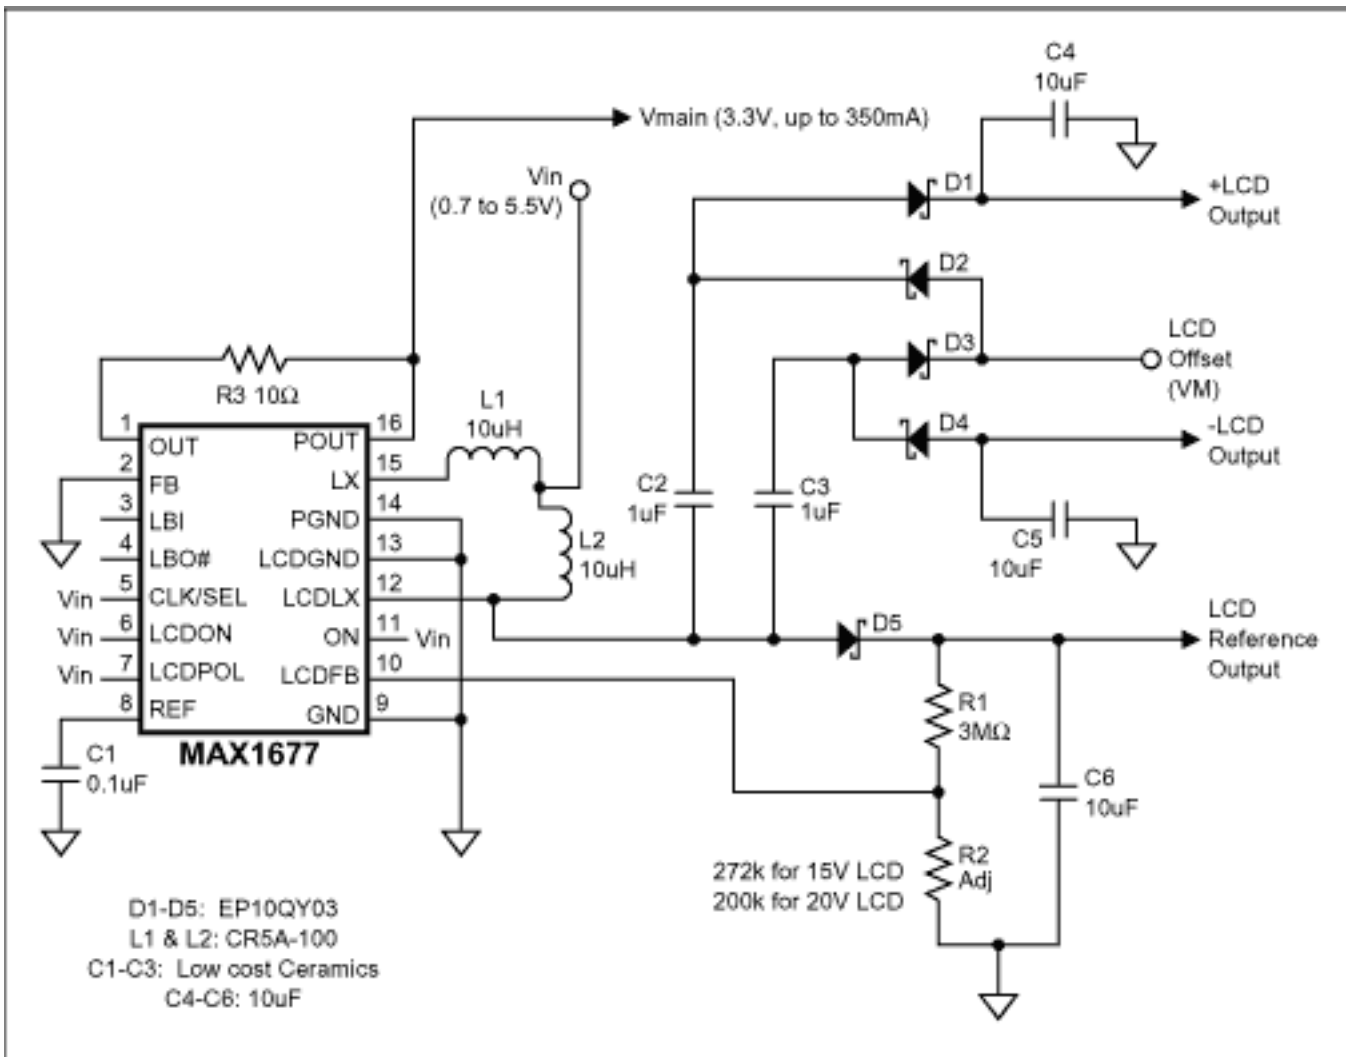 C4
10uF
Vmain (3.3V, up to 350mA)
Vin
(0.7 to 5.5V)
D1
+LCD
Output
D2
D3
LCD
Offset
(VM)
R3 10Ω
L1
10uH
D4
-LCD
Output
1
OUT
2
FB
3
LBI
4
LBO#
5
CLK/SEL
Vin
6
LCDON
Vin
7
LCDPOL
Vin
8
REF
16
POUT
15
LX
14
PGND
13
LCDGND
12
LCDLX
11
ON
Vin
10
LCDFB
9
GND
MAX1677
L2
10uH
C2
1uF
C3
1uF
C5
10uF
D5
LCD
Reference
Output
R1
3MΩ
C1
0.1uF
C6
10uF
R2
Adj
272k for 15V LCD
200k for 20V LCD
D1-D5: EP10QY03
L1 & L2: CR5A-100
C1-C3: Low cost Ceramics
C4-C6: 10uF